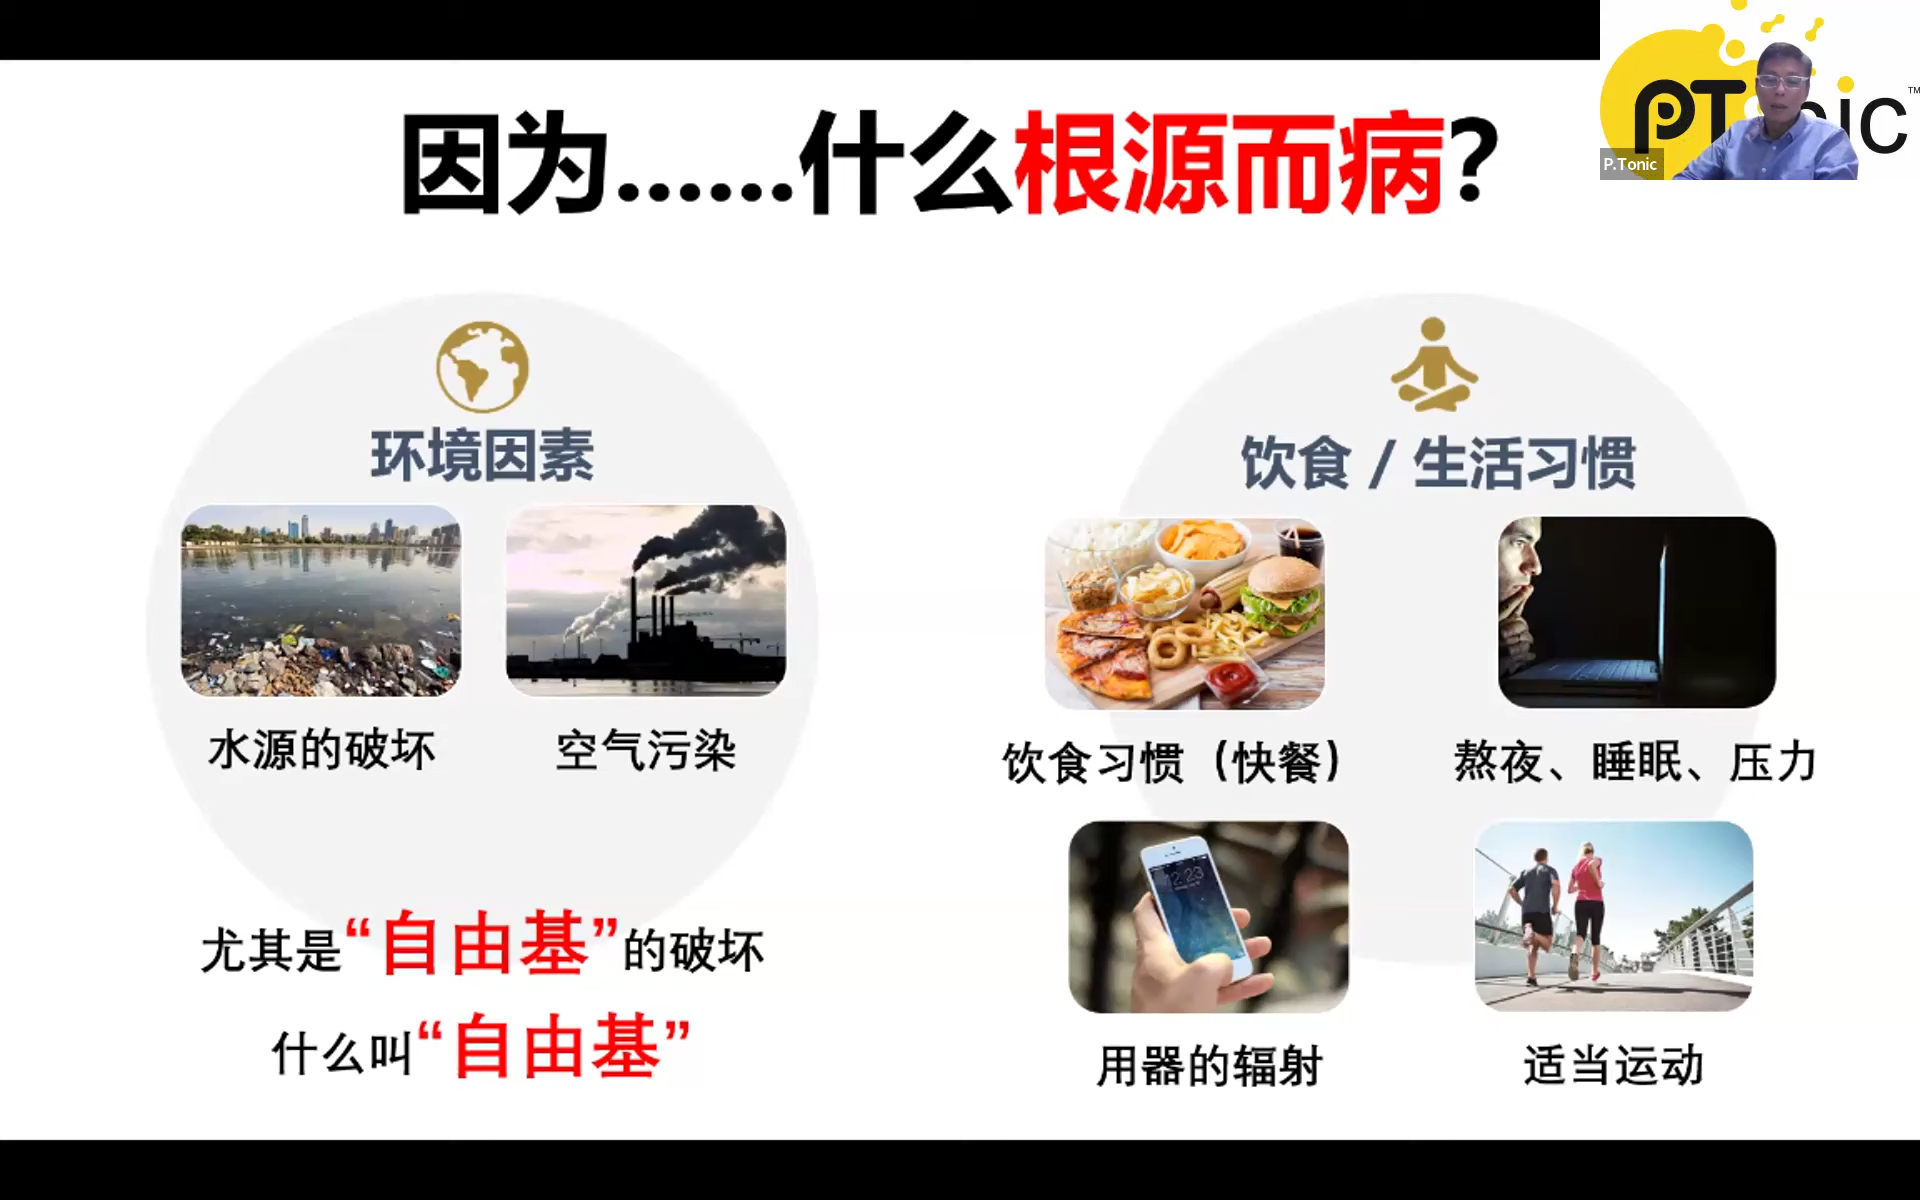 因为......什么根源而病?
PTonic™
P.Tonic
环境因素
水源的破坏
空气污染
尤其是“自由基”的破坏
什么叫“自由基”
饮食 / 生活习惯
饮食习惯（快餐）
熬夜、睡眠、压力
12:23
用器的辐射
适当运动